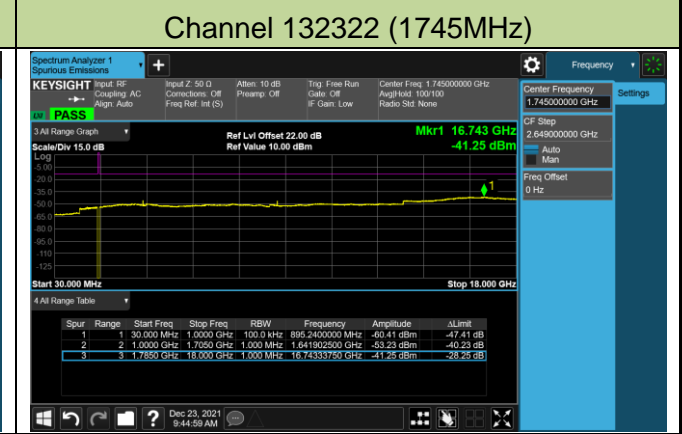 Channel 132322 (1745MHz)
Spectrum Analyzer 1
Spurious Emissions
Frequency
KEYSIGHT Input: RF Input Z: 50 Ω Atten: 10 dB Trig: Free Run Center Freq: 1.745000000 GHz
Coupling: AC Corrections: Off Preamp: Off Gate: Off Avg|Hold: 100/100
Align: Auto Freq Ref: Int (S) IF Gain: Low Radio Std: None
PASS
Center Frequency
1.745000000 GHz
Settings
CF Step
2.649000000 GHz
Auto
Man
Freq Offset
0 Hz
3 All Range Graph
Ref Lvl Offset 22.00 dB Mkr1 16.743 GHz
Scale/Div 15.0 dB Ref Value 10.00 dBm -41.25 dBm
Log
-5.00
-20.0
-35.0
-50.0
-65.0
-80.0
-95.0
-110
-125
1
Start 30.000 MHz Stop 18.000 GHz
4 All Range Table
Spur Range Start Freq Stop Freq RBW Frequency Amplitude ΔLimit
1 1 30.000 MHz 1.0000 GHz 100.0 kHz 895.2400000 MHz -60.41 dBm -47.41 dB
2 2 1.0000 GHz 1.7050 GHz 1.000 MHz 1.641902500 GHz -53.23 dBm -40.23 dB
3 3 1.7850 GHz 18.000 GHz 1.000 MHz 16.74333750 GHz -41.25 dBm -28.25 dB
Dec 23, 2021
9:44:59 AM